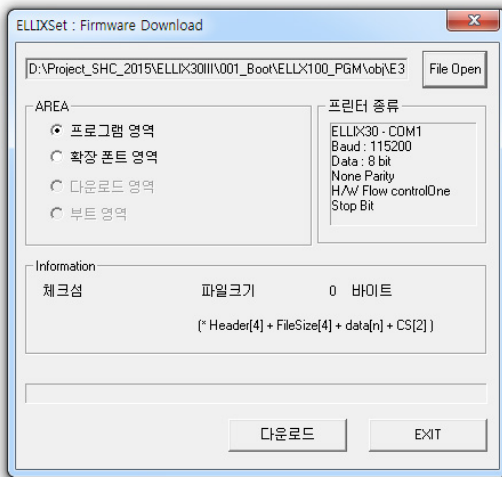 ELLIXSet : Firmware Download
D:\Project_SHC_2015\ELLIX30III\001_Boot\ELLX100_PGM\obj\E3
File Open
AREA
프로그램 영역
확장 폰트 영역
다운로드 영역
부트 영역
프린터 종류
ELLIX30 - COM1
Baud : 115200
Data : 8 bit
None Parity
H/W Flow controlOne
Stop Bit
Information
체크섬 파일크기 0 바이트
(* Header[4] + FileSize[4] + data[n] + CS[2] )
다운로드
EXIT